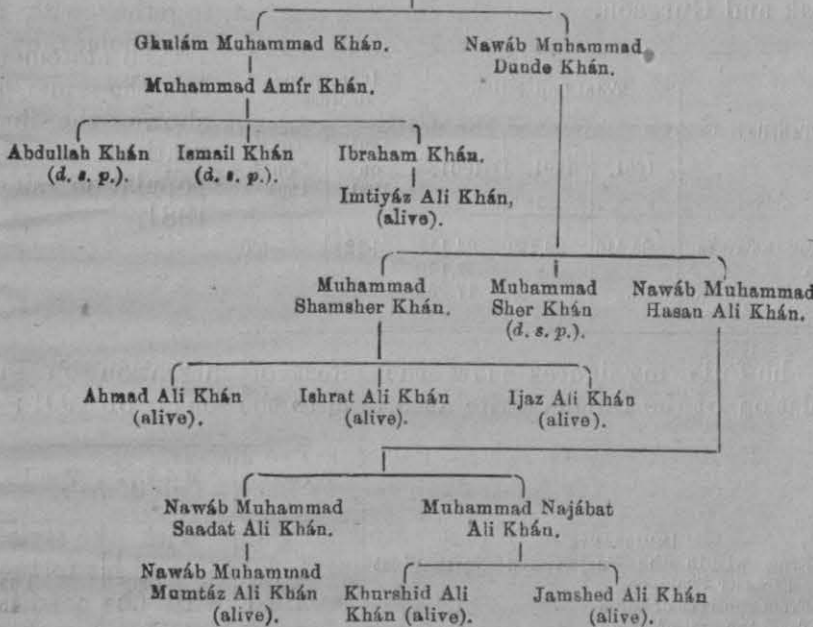 Ghulám Muhammad Khán. Nawáb Muhammad
Dunde Khán.
Muhammad Amír Khán.
Abdullah Khán Ismail Khán Ibraham Khán.
(d. s. p.). (d. s. p.).
Imtiyáz Ali Khán,
(alive).
Muhammad Muhammad Nawáb Muhammad
Shamsher Khán. Sher Khán Hasan Ali Khán.
(d. s. p.).
Ahmad Ali Khán Ishrat Ali Khán Ijaz Ali Khán
(alive). (alive). (alive).
Nawáb Muhammad Muhammad Najábat
Saadat Ali Khán. Ali Khán.
Nawáb Muhammad Khurshid Ali Jamshed Ali Khán
Mumtáz Ali Khán Khán (alive). (alive).
(alive).